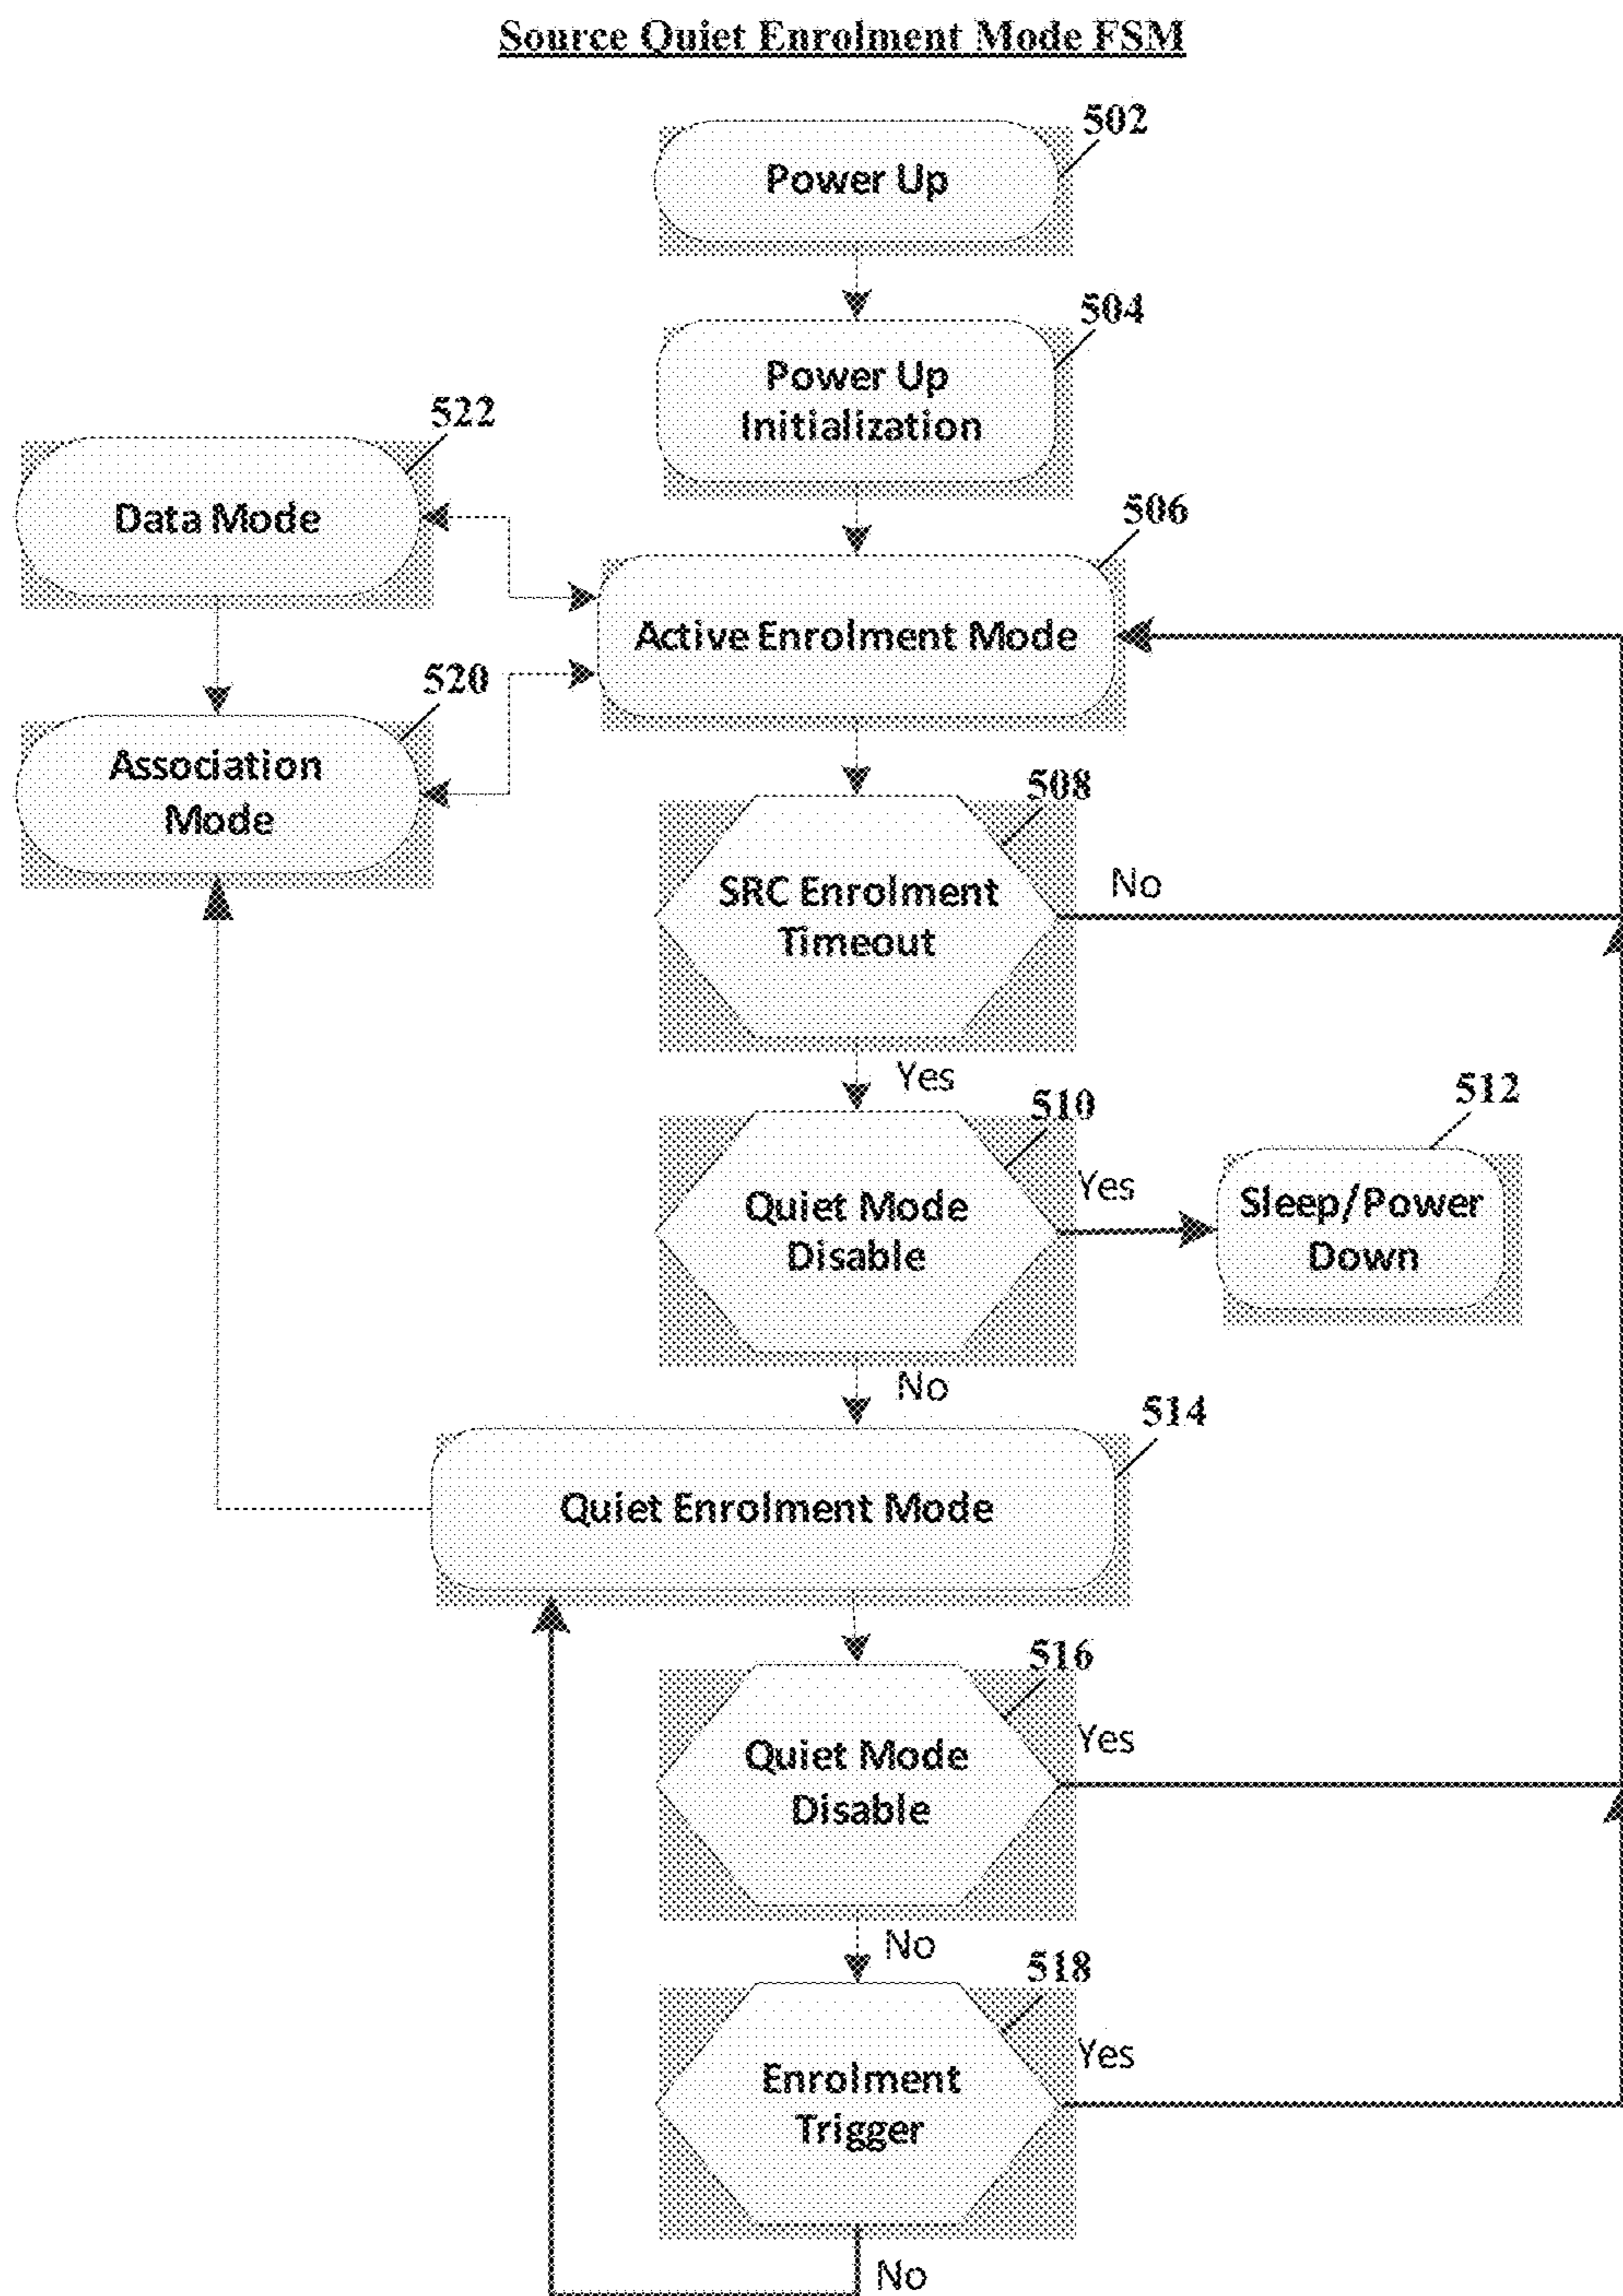 Source Quiet Enrolment Mode FSM
502
Power Up
504
Power Up
Initialization
522
Data Mode
506
Active Enrolment Mode
520
Association
Mode
508
SRC Enrolment
Timeout
No
Yes
510
Quiet Mode
Disable
Yes
512
Sleep/Power
Down
No
514
Quiet Enrolment Mode
516
Quiet Mode
Disable
Yes
No
518
Enrolment
Trigger
Yes
No